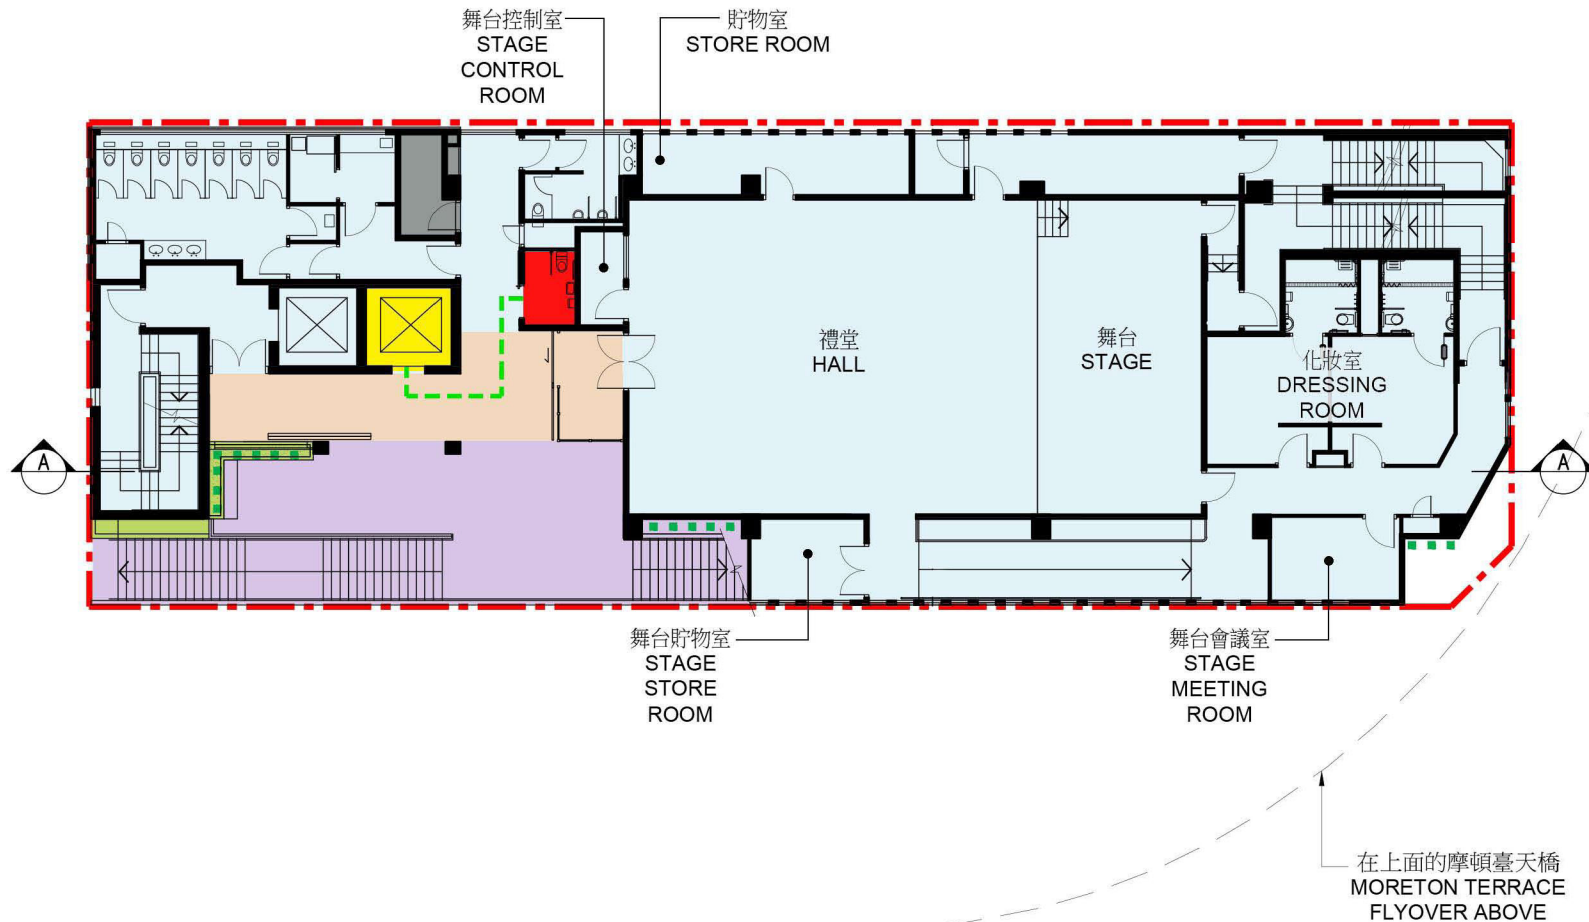 舞台控制室
STAGE
CONTROL
ROOM
貯物室
STORE ROOM
禮堂
HALL
舞台
STAGE
化妝室
DRESSING
ROOM
A
A
舞台貯物室
STAGE
STORE
ROOM
舞台會議室
STAGE
MEETING
ROOM
在上面的摩頓臺天橋
MORETON TERRACE
FLYOVER ABOVE